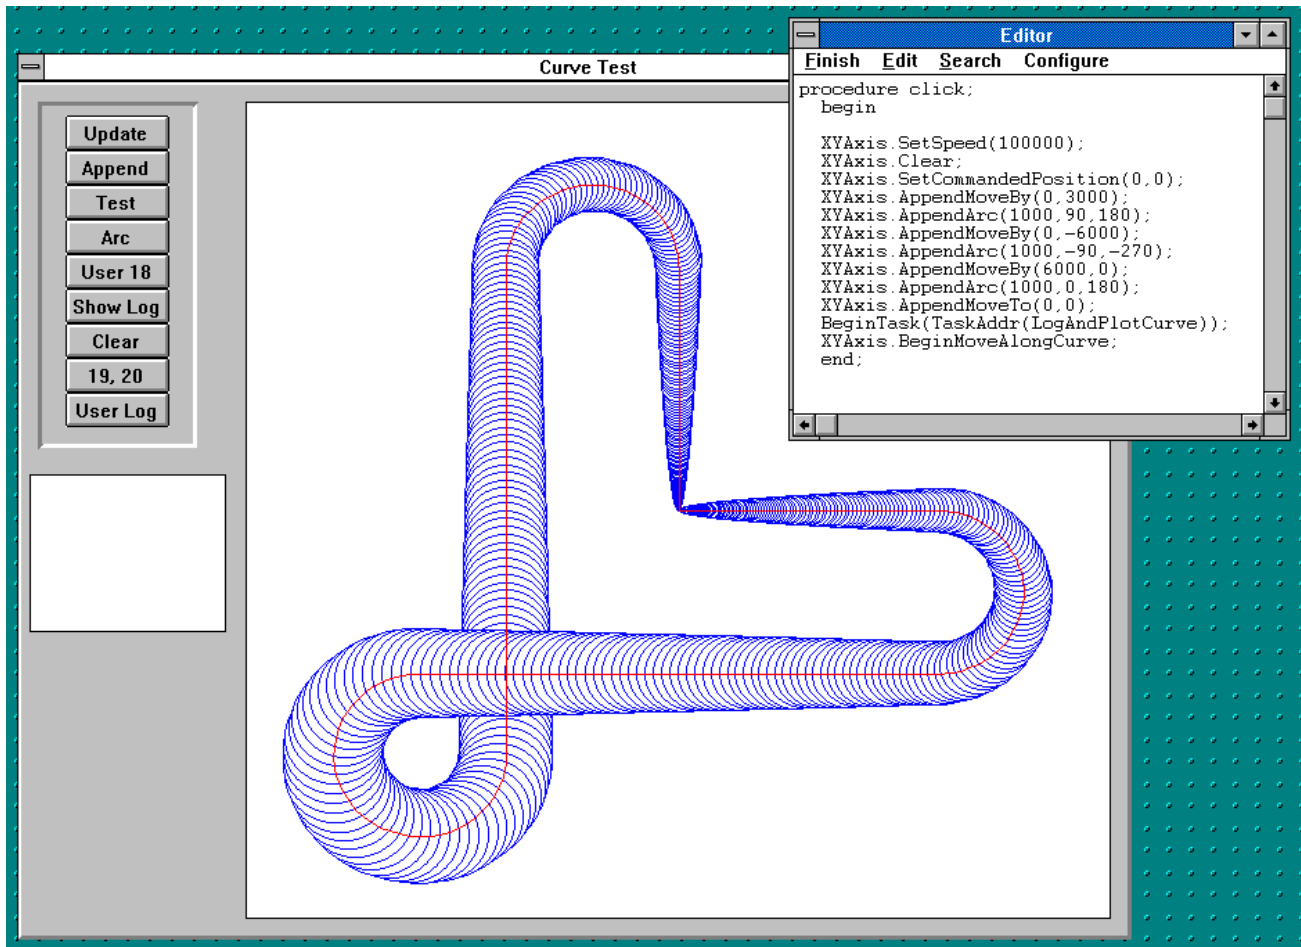 Curve Test
Update
Append
Test
Arc
User 18
Show Log
Clear
19, 20
User Log
Editor
Finish Edit Search Configure
procedure click;
begin
XYAxis.SetSpeed(100000);
XYAxis.Clear;
XYAxis.SetCommandedPosition(0,0);
XYAxis.AppendMoveBy(0,3000);
XYAxis.AppendArc(1000,90,180);
XYAxis.AppendMoveBy(0,-6000);
XYAxis.AppendArc(1000,-90,-270);
XYAxis.AppendMoveBy(6000,0);
XYAxis.AppendArc(1000,0,180);
XYAxis.AppendMoveTo(0,0);
BeginTask(TaskAddr(LogAndPlotCurve));
XYAxis.BeginMoveAlongCurve;
end;